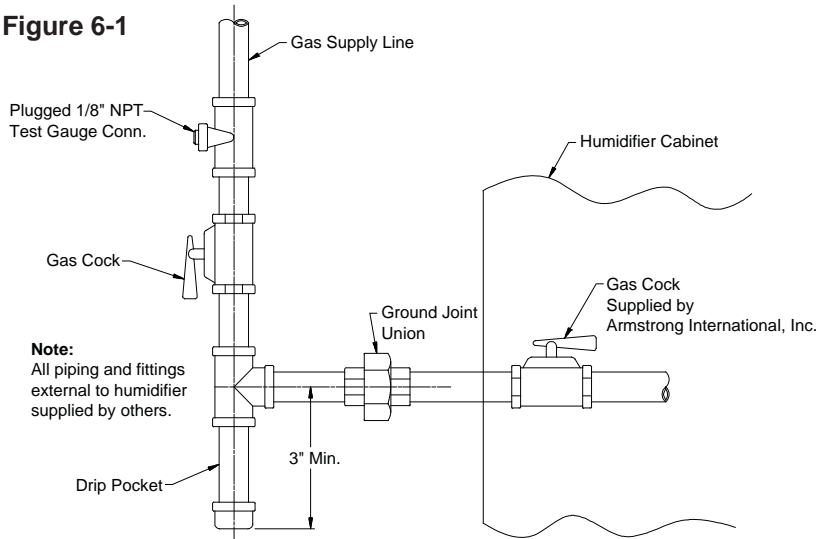 Figure 6-1
Gas Supply Line
Plugged 1/8" NPT
Test Gauge Conn.
Humidifier Cabinet
Gas Cock
Gas Cock
Supplied by
Armstrong International, Inc.
Ground Joint
Union
Note:
All piping and fittings
external to humidifier
supplied by others.
3" Min.
Drip Pocket